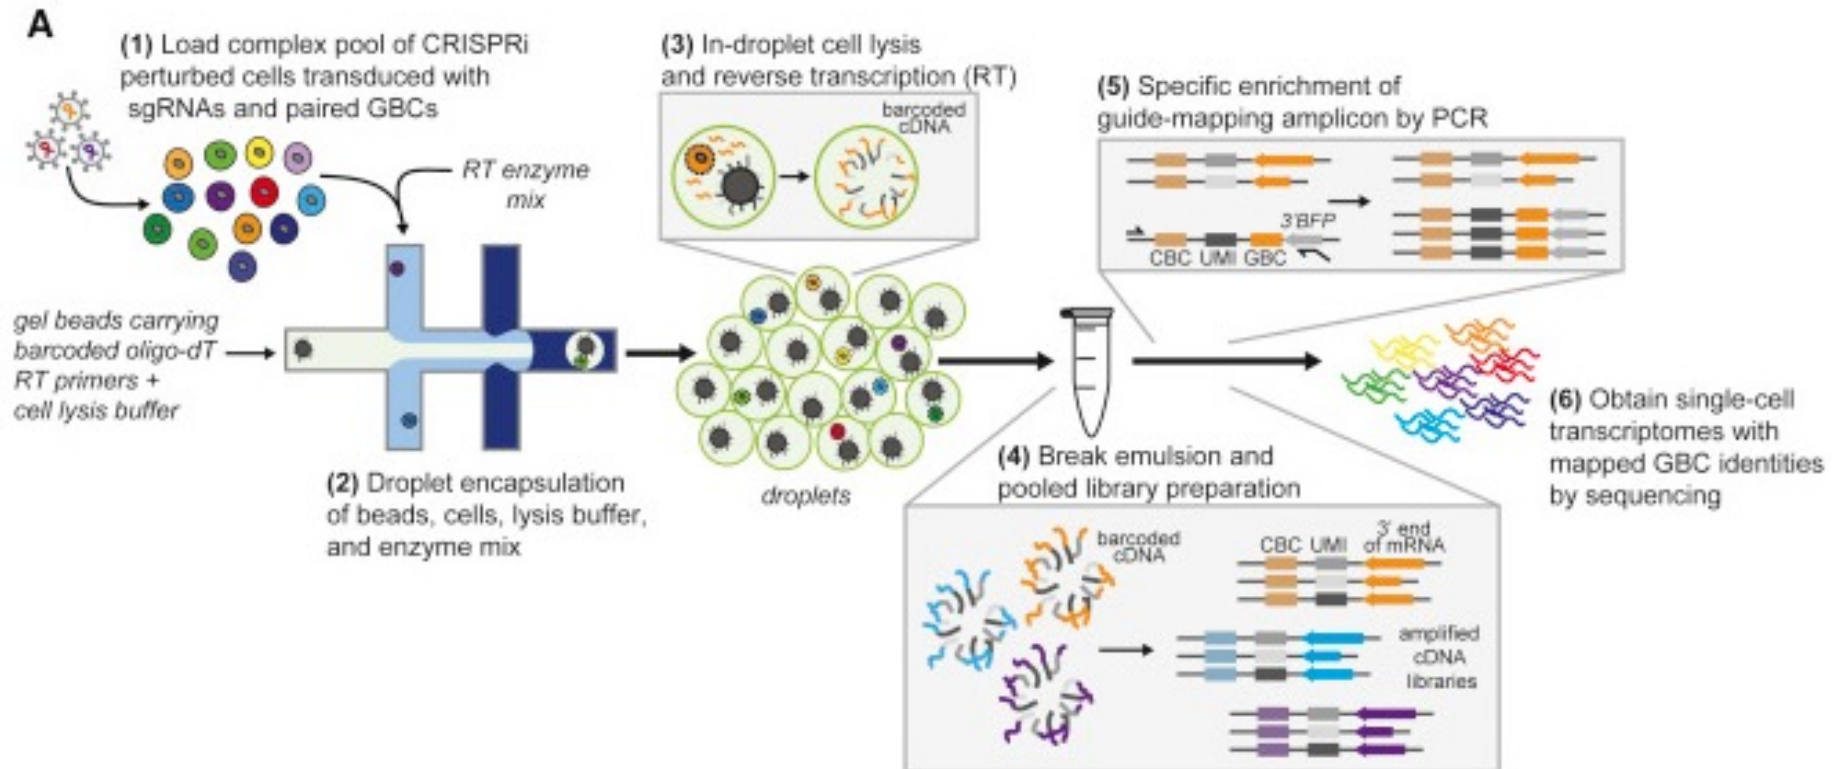 A
(1) Load complex pool of CRISPRi
perturbed cells transduced with
sgRNAs and paired GBCs
RT enzyme
mix
gel beads carrying
barcoded oligo-dT
RT primers +
cell lysis buffer
(2) Droplet encapsulation
of beads, cells, lysis buffer,
and enzyme mix
(3) In-droplet cell lysis
and reverse transcription (RT)
barcoded
cDNA
droplets
(4) Break emulsion and
pooled library preparation
barcoded
cDNA
CBC UMI 3' end
of mRNA
amplified
cDNA
libraries
(5) Specific enrichment of
guide-mapping amplicon by PCR
3'BFP
CBC UMI GBC
(6) Obtain single-cell
transcriptomes with
mapped GBC identities
by sequencing